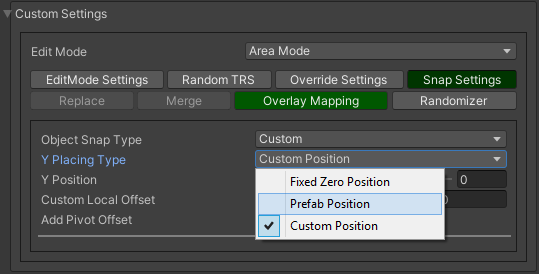 Custom Settings
Edit Mode Area Mode
EditMode Settings Random TRS Override Settings Snap Settings
Replace Merge Overlay Mapping Randomizer
Object Snap Type Custom
Y Placing Type Custom Position
Y Position 0
Fixed Zero Position
Custom Local Offset
Prefab Position
Add Pivot Offset
Custom Position